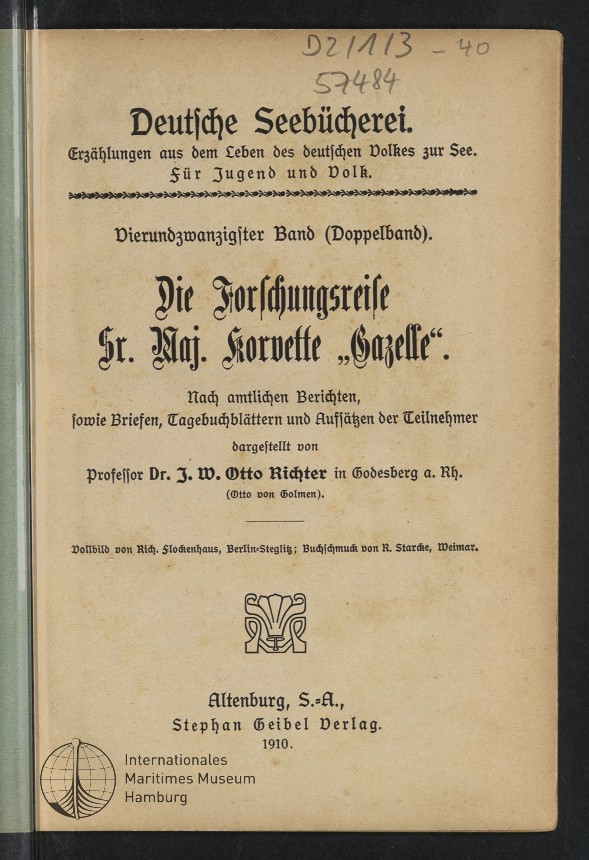 D2/1/3 - 40
57484
Deutsche Seebücherei.
Erzählungen aus dem Leben des deutschen Volkes zur See.
Für Jugend und Volk.
Vierundzwanzigster Band (Doppelband).
Die Forschungsreise
Sr. Maj. Korvette „Gazelle“.
Nach amtlichen Berichten,
sowie Briefen, Tagebuchblättern und Aufsätzen der Teilnehmer
dargestellt von
Professor Dr. J. W. Otto Richter in Godesberg a. Rh.
(Otto von Golmen).
Vollbild von Rich. Flockenhaus, Berlin-Steglitz; Buchschmuck von R. Starcke, Weimar.
Altenburg, S.-A.,
Stephan Geibel Verlag.
1910.
Internationales
Maritimes Museum
Hamburg